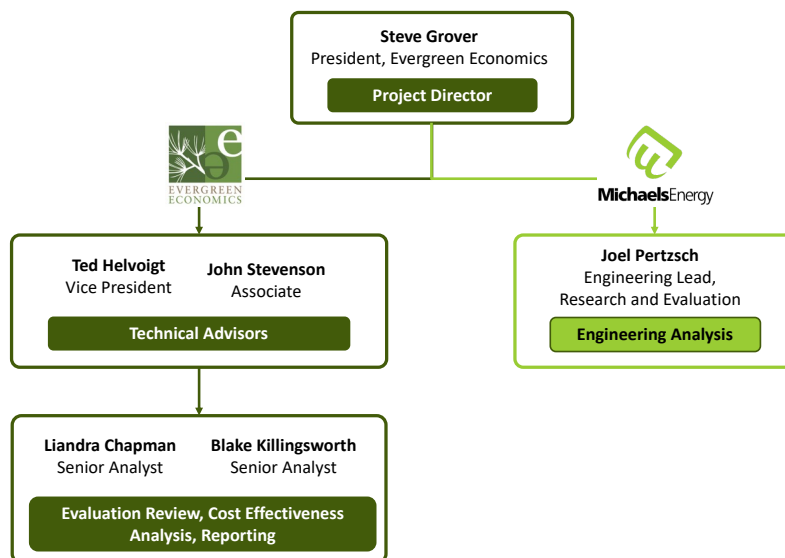 Steve Grover
President, Evergreen Economics
Project Director
e
e
EVERGREEN
ECONOMICS
MichaelsEnergy
Ted Helvoigt
Vice President
John Stevenson
Associate
Technical Advisors
Joel Pertzsch
Engineering Lead,
Research and Evaluation
Engineering Analysis
Liandra Chapman
Senior Analyst
Blake Killingsworth
Senior Analyst
Evaluation Review, Cost Effectiveness
Analysis, Reporting